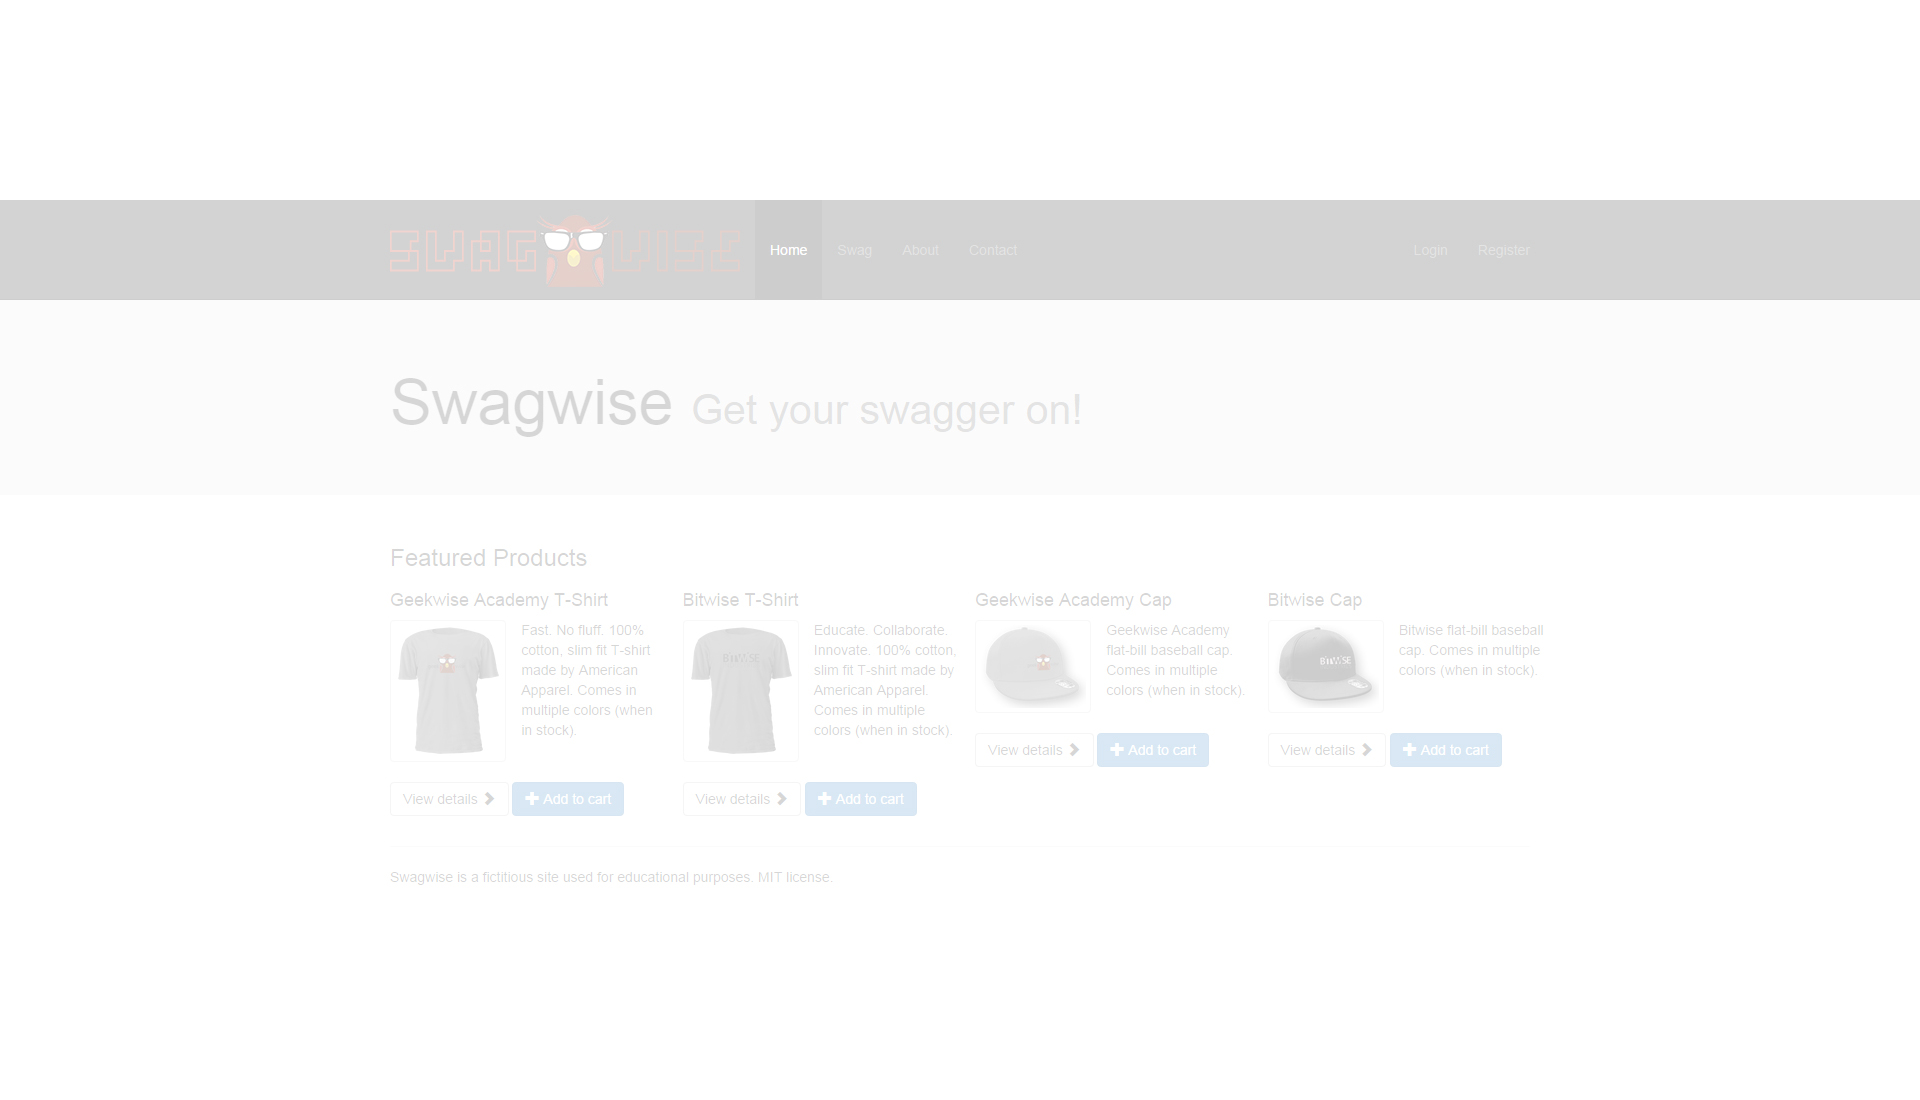 SWAG WISE
Home Swag About Contact Login Register
Swagwise Get your swagger on!
Featured Products
Geekwise Academy T-Shirt
Fast. No fluff. 100%
cotton, slim fit T-shirt
made by American
Apparel. Comes in
multiple colors (when
in stock).
View details Add to cart
Bitwise T-Shirt
BITWISE
Educate. Collaborate.
Innovate. 100% cotton,
slim fit T-shirt made by
American Apparel.
Comes in multiple
colors (when in stock).
View details Add to cart
Geekwise Academy Cap
Geekwise Academy
flat-bill baseball cap.
Comes in multiple
colors (when in stock).
View details Add to cart
Bitwise Cap
BITWISE
Bitwise flat-bill baseball
cap. Comes in multiple
colors (when in stock).
View details Add to cart
Swagwise is a fictitious site used for educational purposes. MIT license.